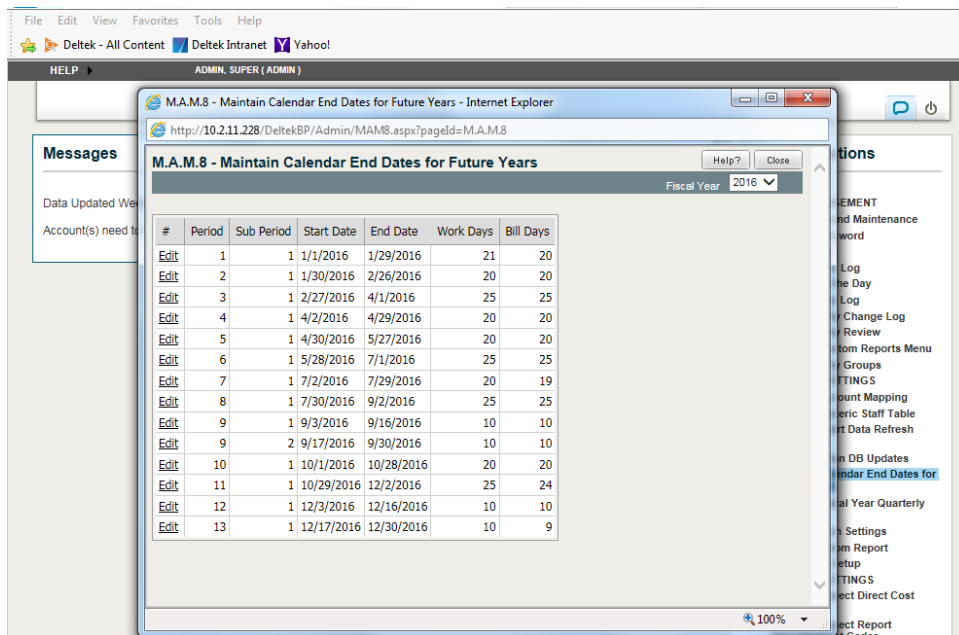 File Edit View Favorites Tools Help
Deltek - All Content Deltek Intranet Yahoo!
HELP ADMIN, SUPER ( ADMIN )
M.A.M.8 - Maintain Calendar End Dates for Future Years - Internet Explorer
http://10.2.11.228/DeltekBP/Admin/MAM8.aspx?pageId=M.A.M.8
M.A.M.8 - Maintain Calendar End Dates for Future Years Help? Close
Fiscal Year 2016
# Period Sub Period Start Date End Date Work Days Bill Days
Edit 1 1 1/1/2016 1/29/2016 21 20
Edit 2 1 1/30/2016 2/26/2016 20 20
Edit 3 1 2/27/2016 4/1/2016 25 25
Edit 4 1 4/2/2016 4/29/2016 20 20
Edit 5 1 4/30/2016 5/27/2016 20 20
Edit 6 1 5/28/2016 7/1/2016 25 25
Edit 7 1 7/2/2016 7/29/2016 20 19
Edit 8 1 7/30/2016 9/2/2016 25 25
Edit 9 1 9/3/2016 9/16/2016 10 10
Edit 9 2 9/17/2016 9/30/2016 10 10
Edit 10 1 10/1/2016 10/28/2016 20 20
Edit 11 1 10/29/2016 12/2/2016 25 24
Edit 12 1 12/3/2016 12/16/2016 10 10
Edit 13 1 12/17/2016 12/30/2016 10 9
100%
Messages
Data Updated We
Account(s) need to
tions
EMENT
nd Maintenance
word
Log
he Day
Log
Change Log
Review
tom Reports Menu
Groups
TTINGS
ount Mapping
eric Staff Table
rt Data Refresh
n DB Updates
endar End Dates for
al Year Quarterly
Settings
om Report
etup
TTINGS
ect Direct Cost
ect Report